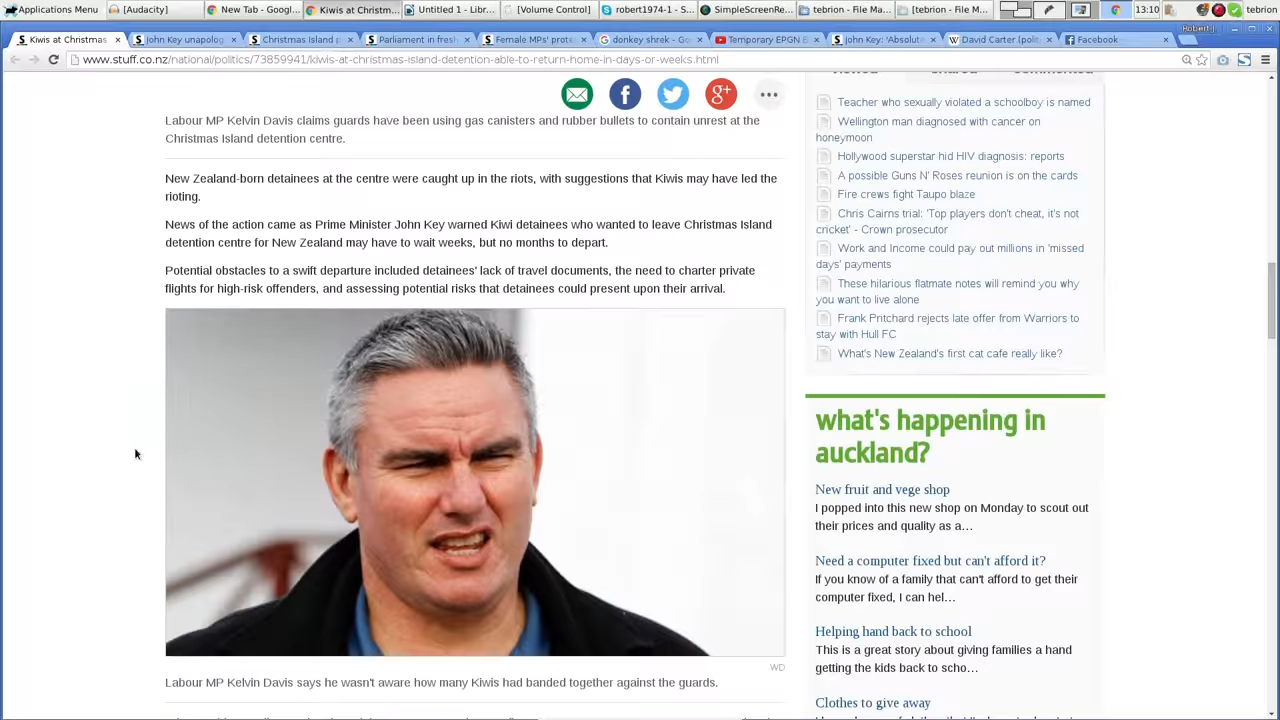 Applications Menu
[Audacity]
New Tab - Googl...
Kiwis at Christm...
Untitled 1 - Libr...
[Volume Control]
robert1974-1 - S...
SimpleScreenRe...
tebrion - File Ma...
[tebrion - File M...
13:10
tebrion
Kiwis at Christmas
John Key unapolog
Christmas Island p
Parliament in fresh
Female MPs' prote
donkey shrek - Go
Temporary EPGN E
John Key: 'Absolut
David Carter (polit
Facebook
Robert J
www.stuff.co.nz/national/politics/73859941/kiwis-at-christmas-island-detention-able-to-return-home-in-days-or-weeks.html
Labour MP Kelvin Davis claims guards have been using gas canisters and rubber bullets to contain unrest at the
Christmas Island detention centre.
New Zealand-born detainees at the centre were caught up in the riots, with suggestions that Kiwis may have led the
rioting.
News of the action came as Prime Minister John Key warned Kiwi detainees who wanted to leave Christmas Island
detention centre for New Zealand may have to wait weeks, but no months to depart.
Potential obstacles to a swift departure included detainees' lack of travel documents, the need to charter private
flights for high-risk offenders, and assessing potential risks that detainees could present upon their arrival.
WD
Labour MP Kelvin Davis says he wasn't aware how many Kiwis had banded together against the guards.
Teacher who sexually violated a schoolboy is named
Wellington man diagnosed with cancer on
honeymoon
Hollywood superstar hid HIV diagnosis: reports
A possible Guns N' Roses reunion is on the cards
Fire crews fight Taupo blaze
Chris Cairns trial: 'Top players don't cheat, it's not
cricket' - Crown prosecutor
Work and Income could pay out millions in 'missed
days' payments
These hilarious flatmate notes will remind you why
you want to live alone
Frank Pritchard rejects late offer from Warriors to
stay with Hull FC
What's New Zealand's first cat cafe really like?
what's happening in
auckland?
New fruit and vege shop
I popped into this new shop on Monday to scout out
their prices and quality as a…
Need a computer fixed but can't afford it?
If you know of a family that can't afford to get their
computer fixed, I can hel…
Helping hand back to school
This is a great story about giving families a hand
getting the kids back to scho…
Clothes to give away